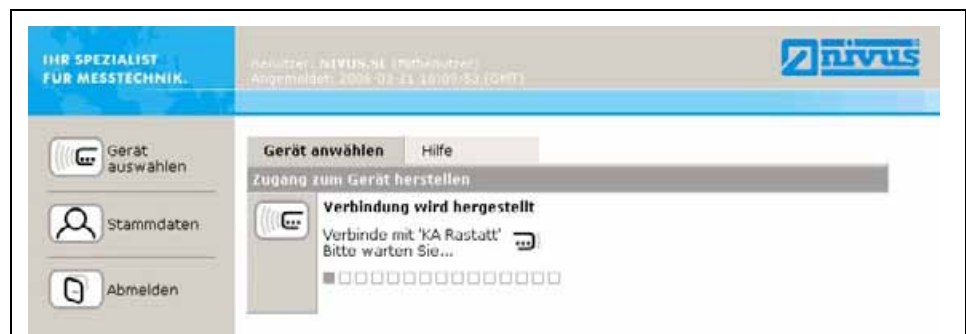 IHR SPEZIALIST
FÜR MESSTECHNIK.
nivus
Gerät
auswählen
Stammdaten
Abmelden
Gerät anwählen Hilfe
Zugang zum Gerät herstellen
Verbindung wird hergestellt
Verbinde mit 'KA Rastatt'
Bitte warten Sie...